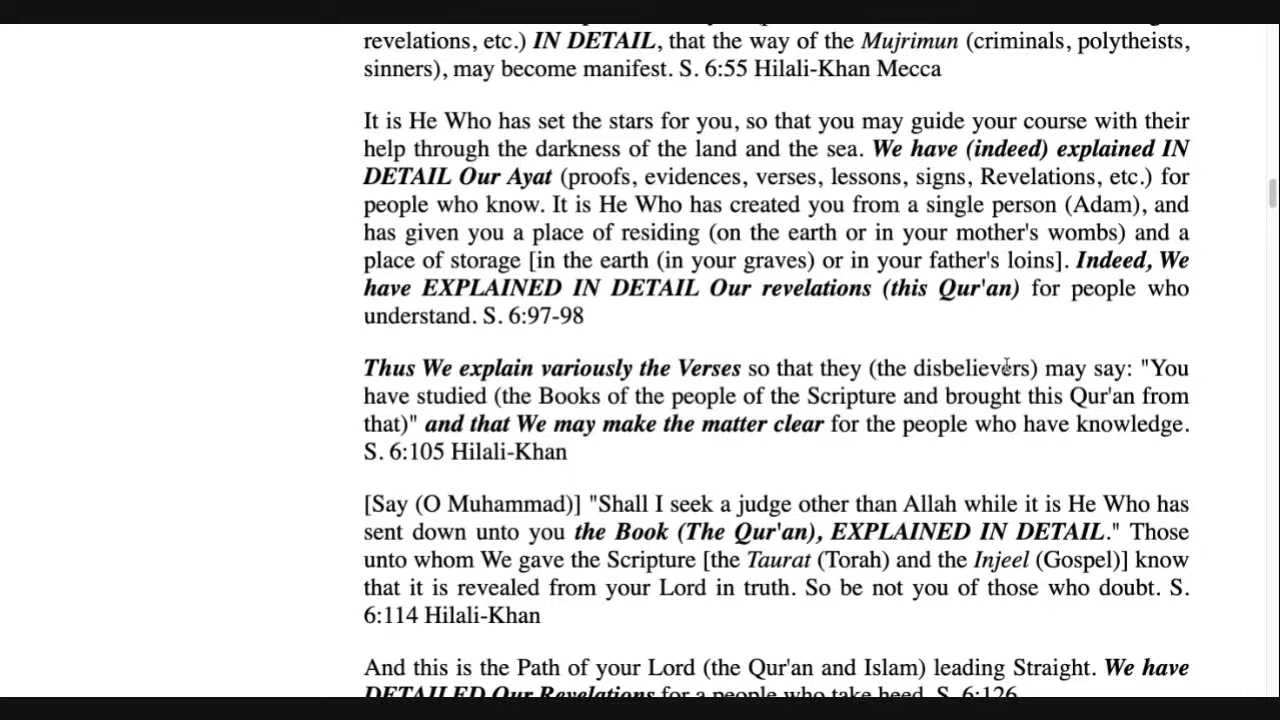 revelations, etc.) IN DETAIL, that the way of the Mujrimun (criminals, polytheists,
sinners), may become manifest. S. 6:55 Hilali-Khan Mecca
It is He Who has set the stars for you, so that you may guide your course with their
help through the darkness of the land and the sea. We have (indeed) explained IN
DETAIL Our Ayat (proofs, evidences, verses, lessons, signs, Revelations, etc.) for
people who know. It is He Who has created you from a single person (Adam), and
has given you a place of residing (on the earth or in your mother's wombs) and a
place of storage [in the earth (in your graves) or in your father's loins]. Indeed, We
have EXPLAINED IN DETAIL Our revelations (this Qur'an) for people who
understand. S. 6:97-98
Thus We explain variously the Verses so that they (the disbelievers) may say: "You
have studied (the Books of the people of the Scripture and brought this Qur'an from
that)" and that We may make the matter clear for the people who have knowledge.
S. 6:105 Hilali-Khan
[Say (O Muhammad)] "Shall I seek a judge other than Allah while it is He Who has
sent down unto you the Book (The Qur'an), EXPLAINED IN DETAIL." Those
unto whom We gave the Scripture [the Taurat (Torah) and the Injeel (Gospel)] know
that it is revealed from your Lord in truth. So be not you of those who doubt. S.
6:114 Hilali-Khan
And this is the Path of your Lord (the Qur'an and Islam) leading Straight. We have
DETAILED Our Revelations for a people who take heed. S. 6:126